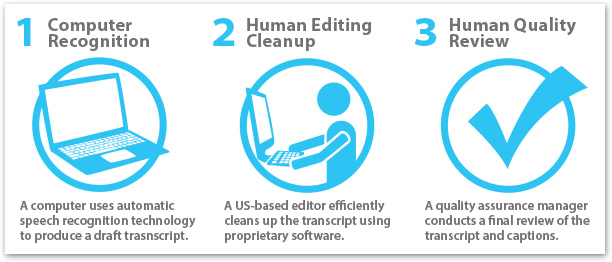 1 Computer
Recognition
A computer uses automatic
speech recognition technology
to produce a draft trasnscript.
2 Human Editing
Cleanup
A US-based editor efficiently
cleans up the transcript using
proprietary software.
3 Human Quality
Review
A quality assurance manager
conducts a final review of the
transcript and captions.